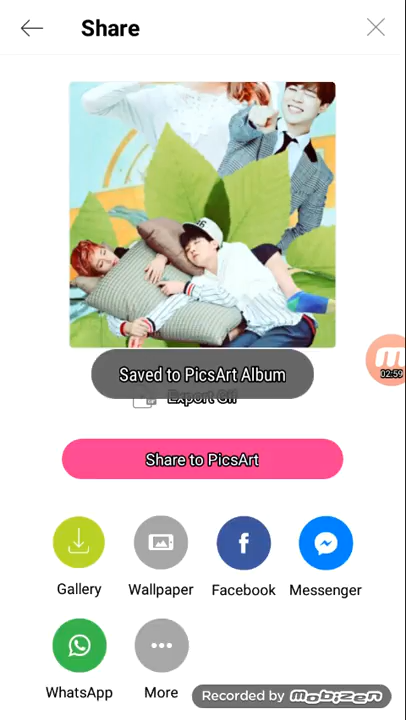 Share
Saved to PicsArt Album
02:59
Share to PicsArt
Gallery
Wallpaper
Facebook
Messenger
WhatsApp
More
Recorded by mobizen